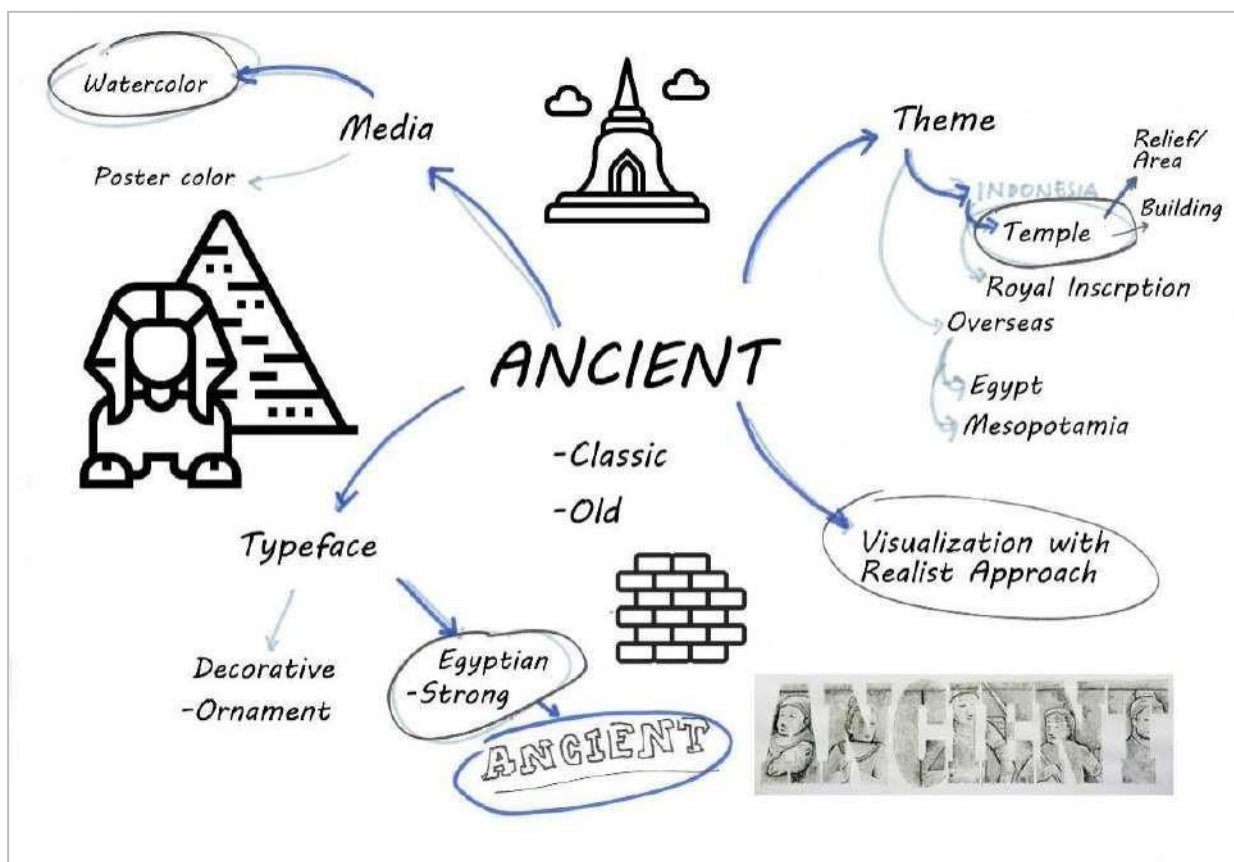 Watercolor
Media
Poster color
Theme
Relief/
Area
INDONESIA
Building
Temple
Royal Inscrption
Overseas
Egypt
Mesopotamia
ANCIENT
-Classic
-Old
Typeface
Visualization with
Realist Approach
Decorative
-Ornament
Egyptian
-Strong
ANCIENT
ANCIENT